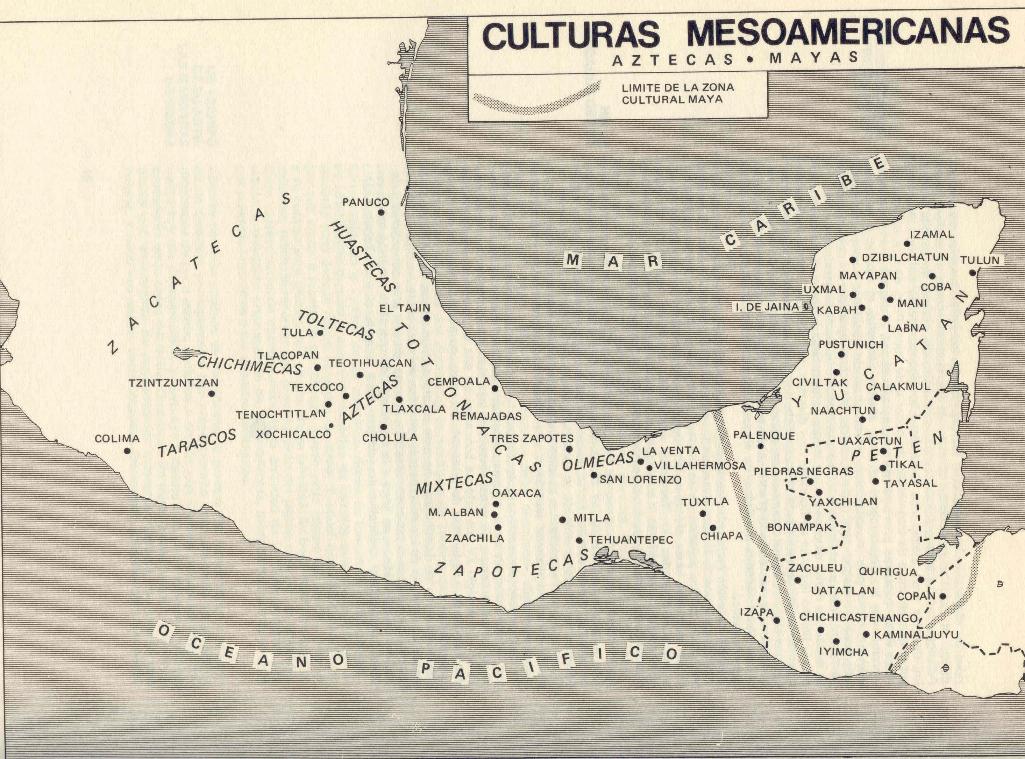 CULTURAS MESOAMERICANAS
AZTECAS • MAYAS
LIMITE DE LA ZONA
CULTURAL MAYA
MAR CARIBE
ZACATECAS
PANUCO
HUASTECAS
EL TAJIN
TOLTECAS
TULA
TOTONACAS
TLACOPAN
CHICHIMECAS
TEOTIHUACAN
TZINTZUNTZAN
TEXCOCO
AZTECAS
CEMPOALA
TENOCHTITLAN
TLAXCALA
REMAJADAS
XOCHICALCO
CHOLULA
COLIMA
TARASCOS
TRES ZAPOTES
OLMECAS
LA VENTA
VILLAHERMOSA
SAN LORENZO
MIXTECAS
OAXACA
M. ALBAN
ZAACHILA
MITLA
TEHUANTEPEC
ZAPOTECAS
TUXTLA
CHIAPA
IZAMAL
DZIBILCHATUN
TULUN
MAYAPAN
COBA
UXMAL
MANI
I. DE JAINA
KABAH
LABNA
YUCATAN
PUSTUNICH
CIVILTAK
CALAKMUL
NAACHTUN
PALENQUE
UAXACTUN
PETEN
PIEDRAS NEGRAS
TIKAL
TAYASAL
YAXCHILAN
BONAMPAK
ZACULEU
QUIRIGUA
UATATLAN
COPAN
IZAPA
CHICHICASTENANGO
KAMINALJUYU
IYIMCHA
OCEANO PACIFICO